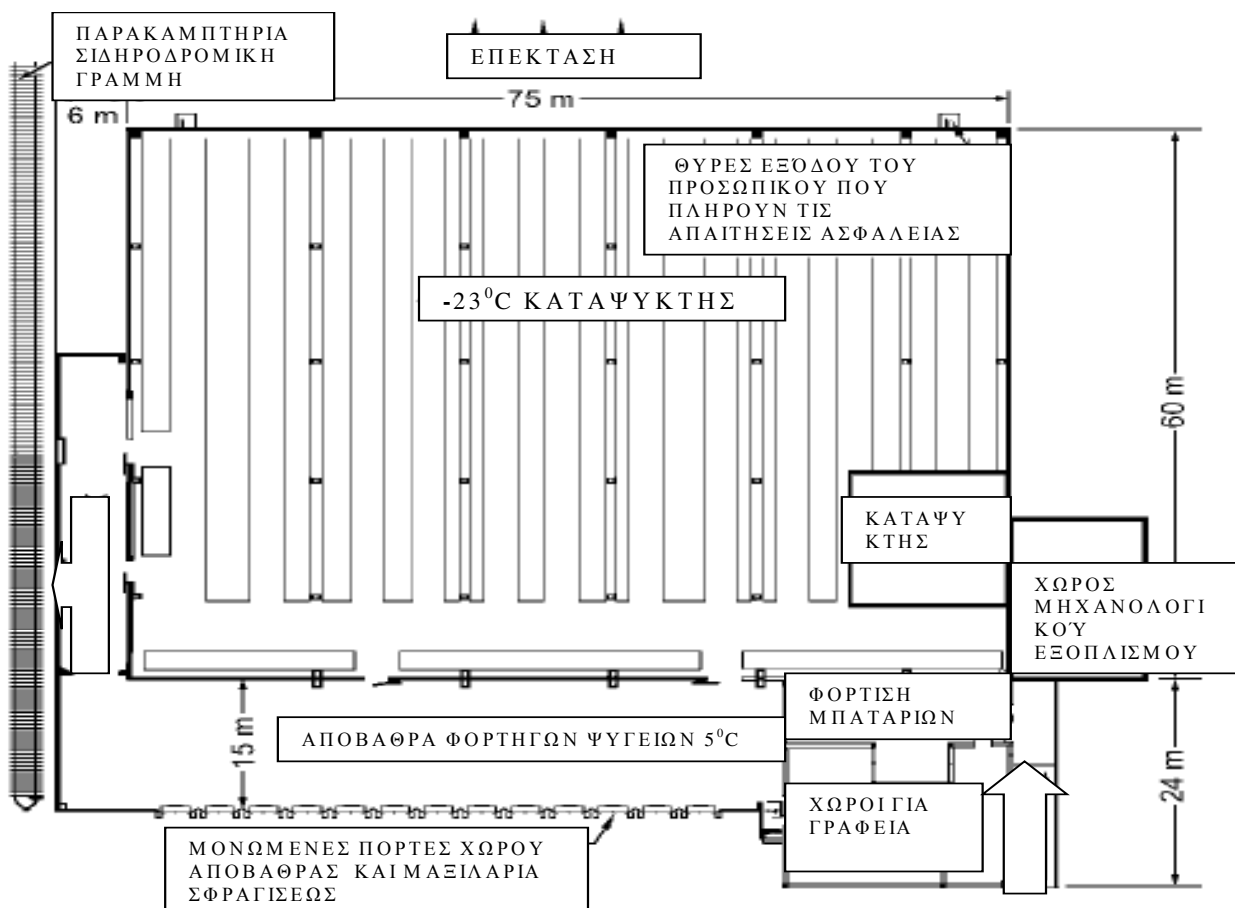 ΠΑΡΑΚΑΜΠΤΗΡΙΑ
ΣΙΔΗΡΟΔΡΟΜΙΚΗ
ΓΡΑΜΜΗ
ΕΠΕΚΤΑΣΗ
75 m
6 m
ΘΥΡΕΣ ΕΞΌΔΟΥ ΤΟΥ
ΠΡΟΣΩΠΙΚΟΥ ΠΟΥ
ΠΛΗΡΟΥΝ ΤΙΣ
ΑΠΑΙΤΗΣΕΙΣ ΑΣΦΑΛΕΙΑΣ
-23⁰C ΚΑΤΑΨΥΚΤΗΣ
60 m
ΚΑΤΑΨΥ
ΚΤΗΣ
ΧΩΡΟΣ
ΜΗΧΑΝΟΛΟΓΙ
ΚΟΎ
ΕΞΟΠΛΙΣΜΟΥ
ΦΟΡΤΙΣΗ
ΜΠΑΤΑΡΙΩΝ
15 m
ΑΠΟΒΑΘΡΑ ΦΟΡΤΗΓΩΝ ΨΥΓΕΙΩΝ 5⁰C
24 m
ΧΩΡΟΙ ΓΙΑ
ΓΡΑΦΕΙΑ
ΜΟΝΩΜΕΝΕΣ ΠΟΡΤΕΣ ΧΩΡΟΥ
ΑΠΟΒΑΘΡΑΣ ΚΑΙ ΜΑΞΙΛΑΡΙΑ
ΣΦΡΑΓΙΣΕΩΣ